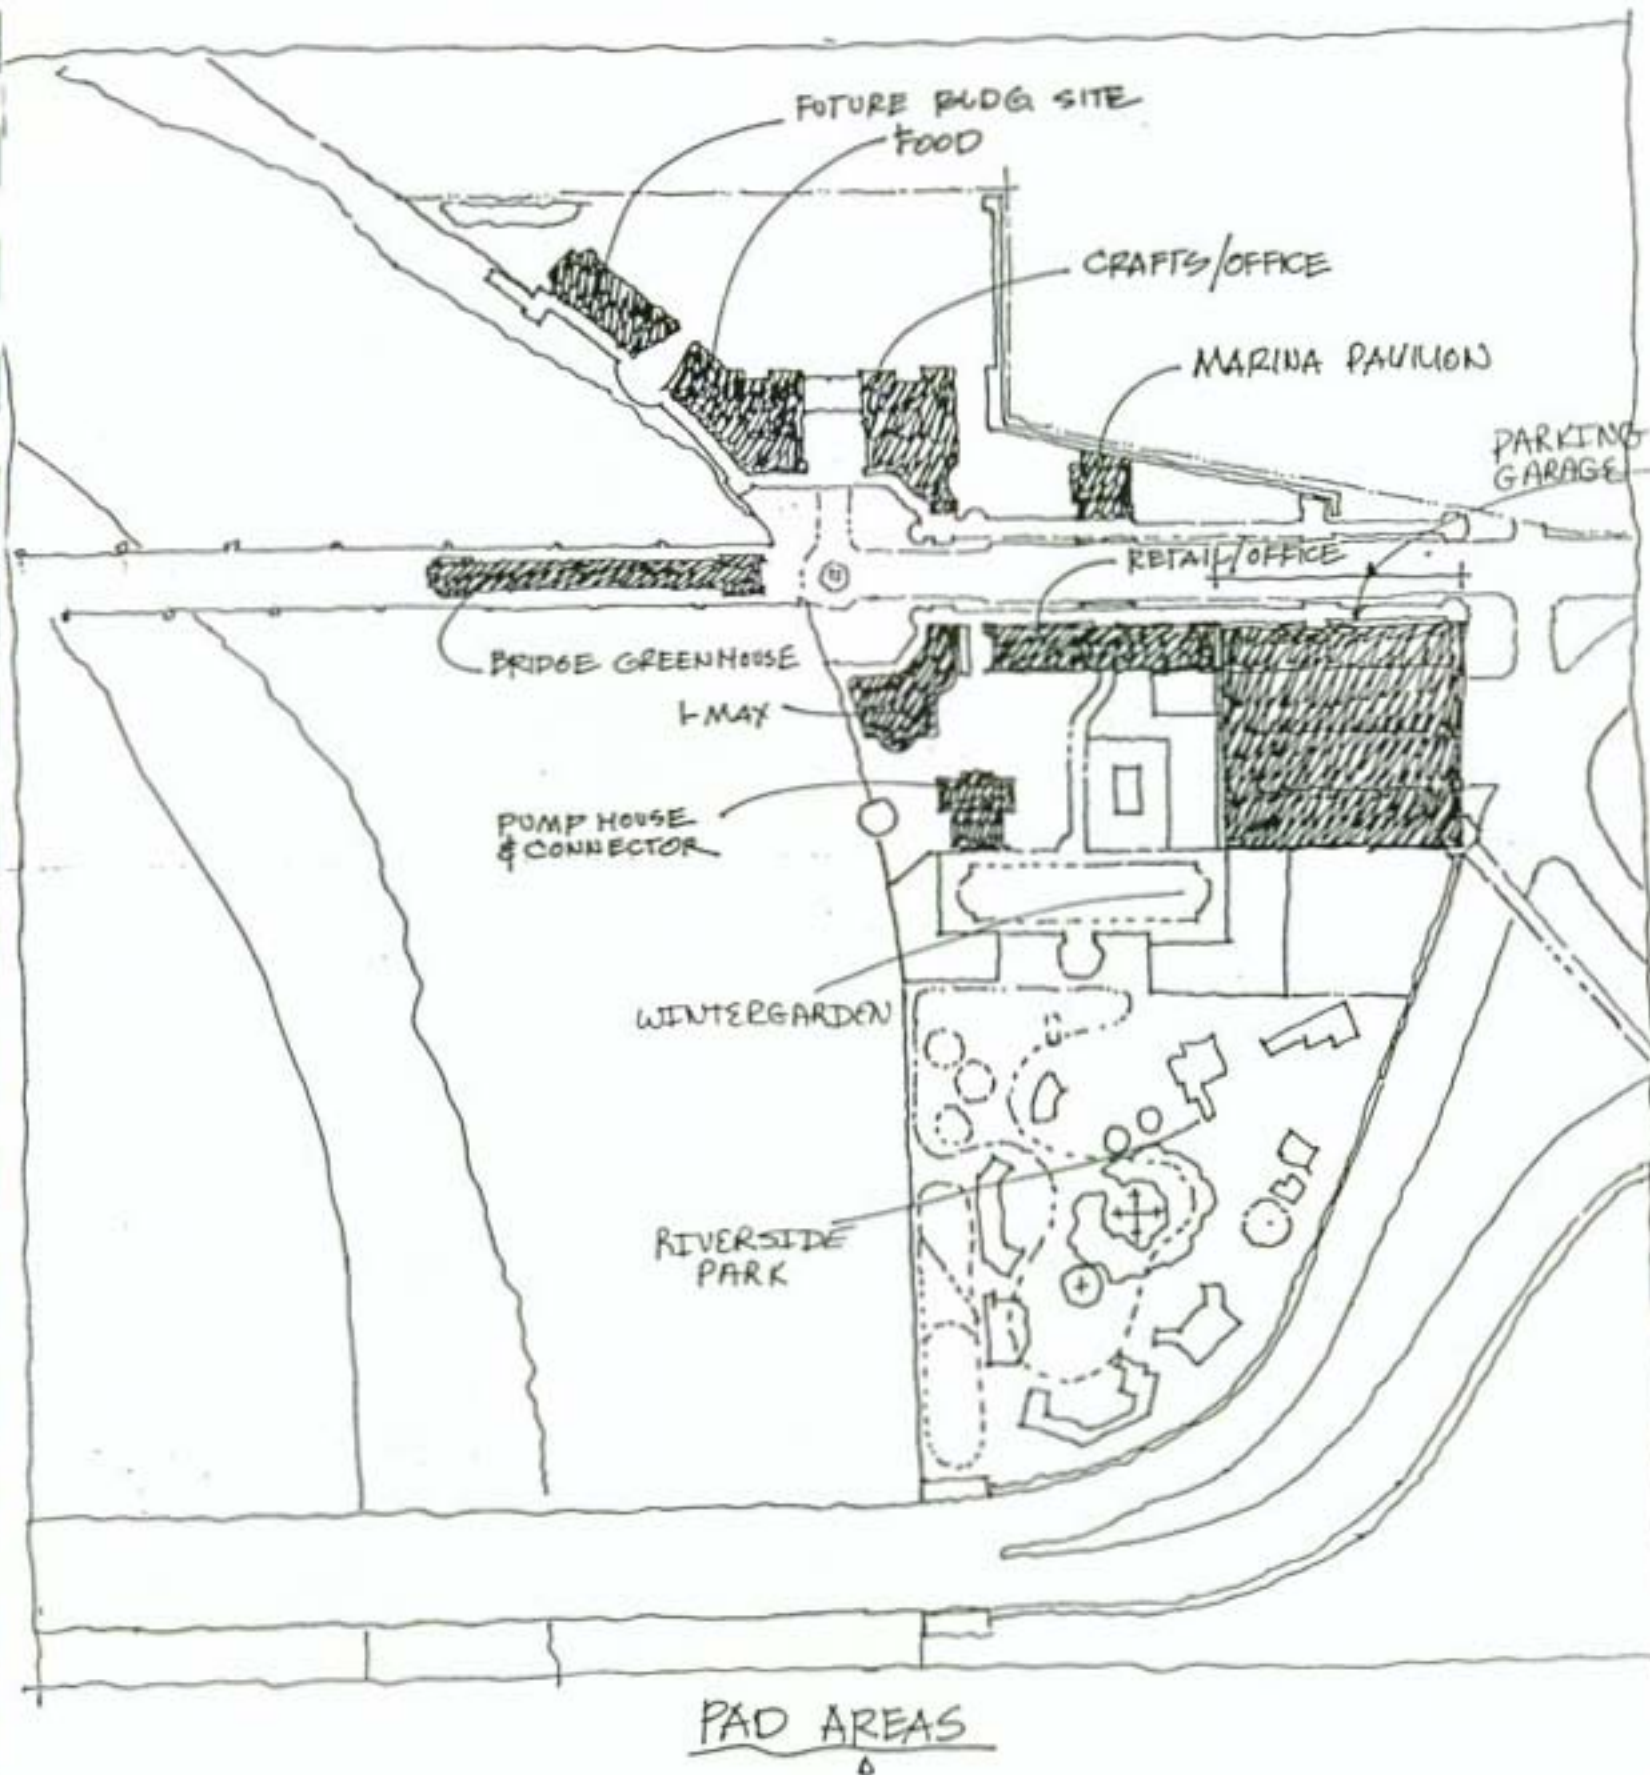 FUTURE BLDG SITE
FOOD
CRAFTS/OFFICE
MARINA PAVILION
PARKING
GARAGE
RETAIL/OFFICE
BRIDGE GREENHOUSE
I-MAX
PUMP HOUSE
& CONNECTOR
WINTERGARDEN
RIVERSIDE
PARK
PAD AREAS